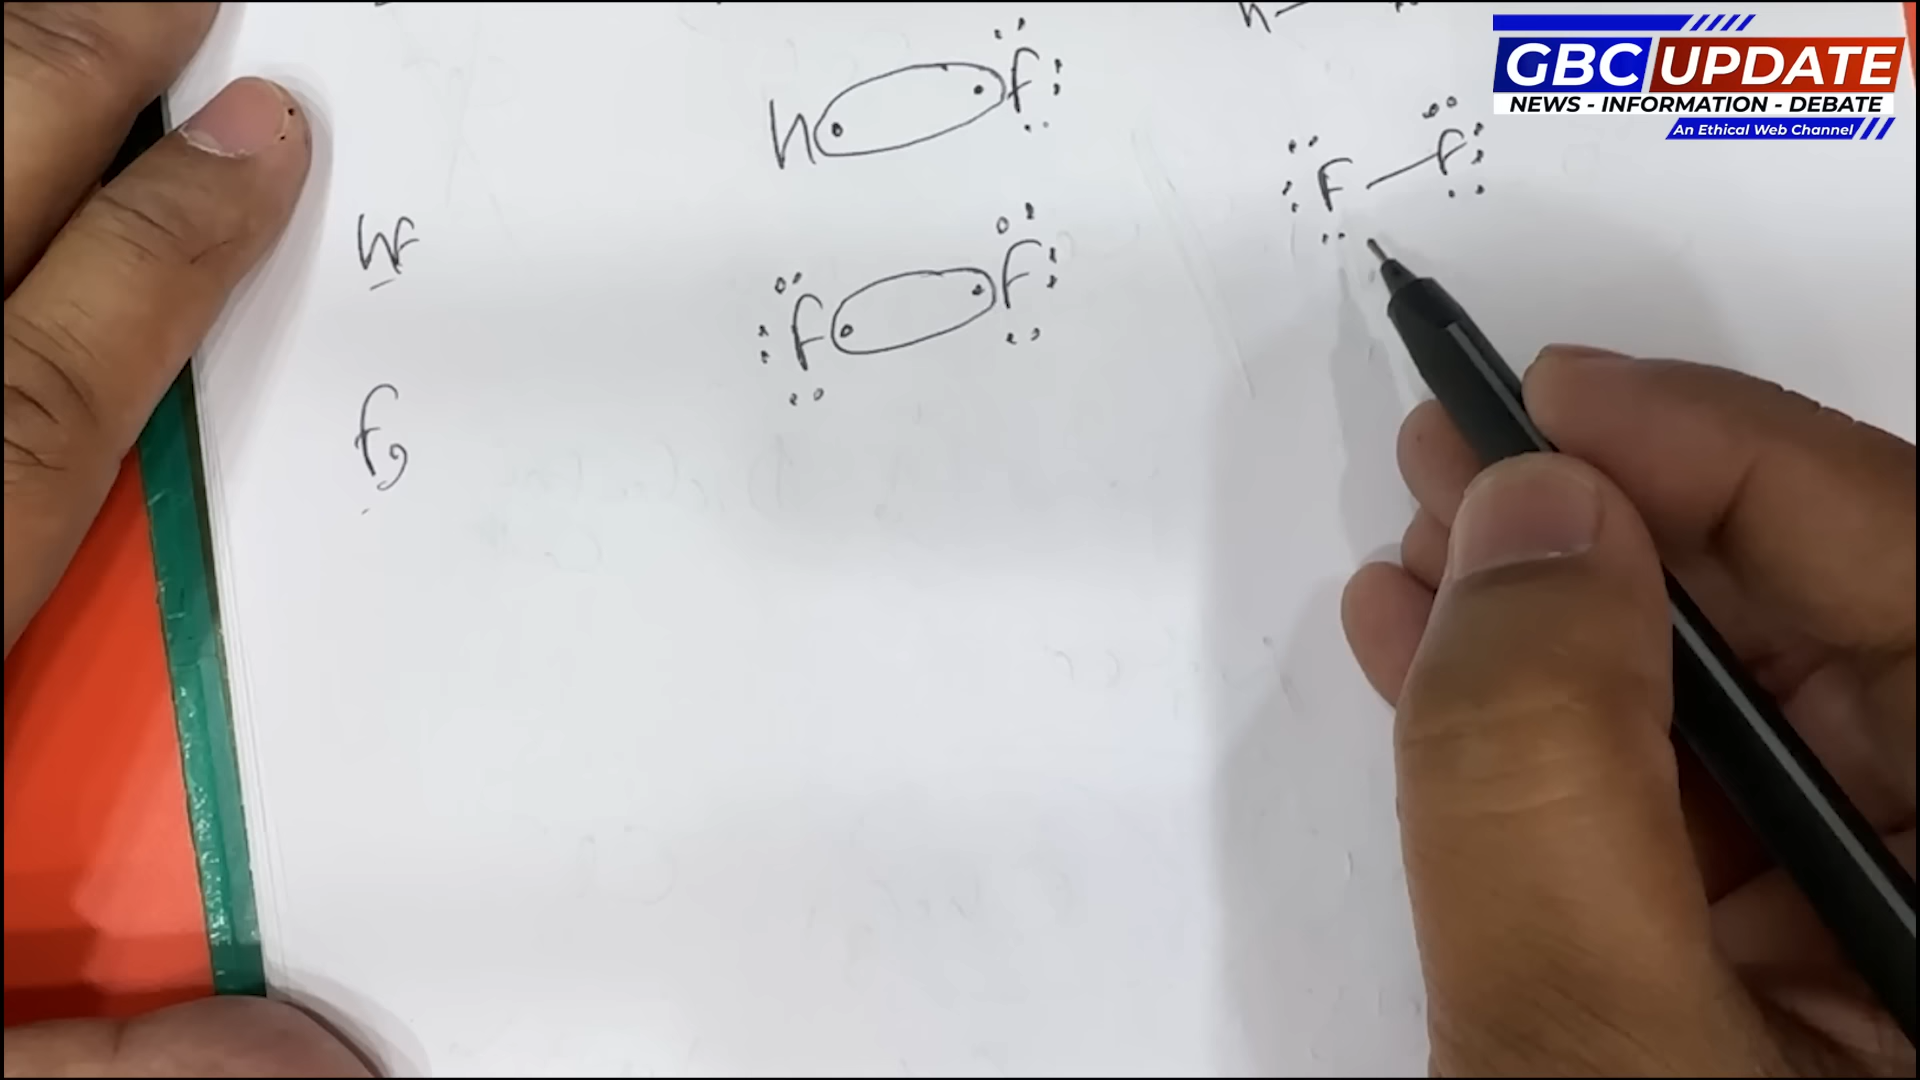 GBC UPDATE
NEWS - INFORMATION - DEBATE
An Ethical Web Channel
H F
F F
HF
F F
F2